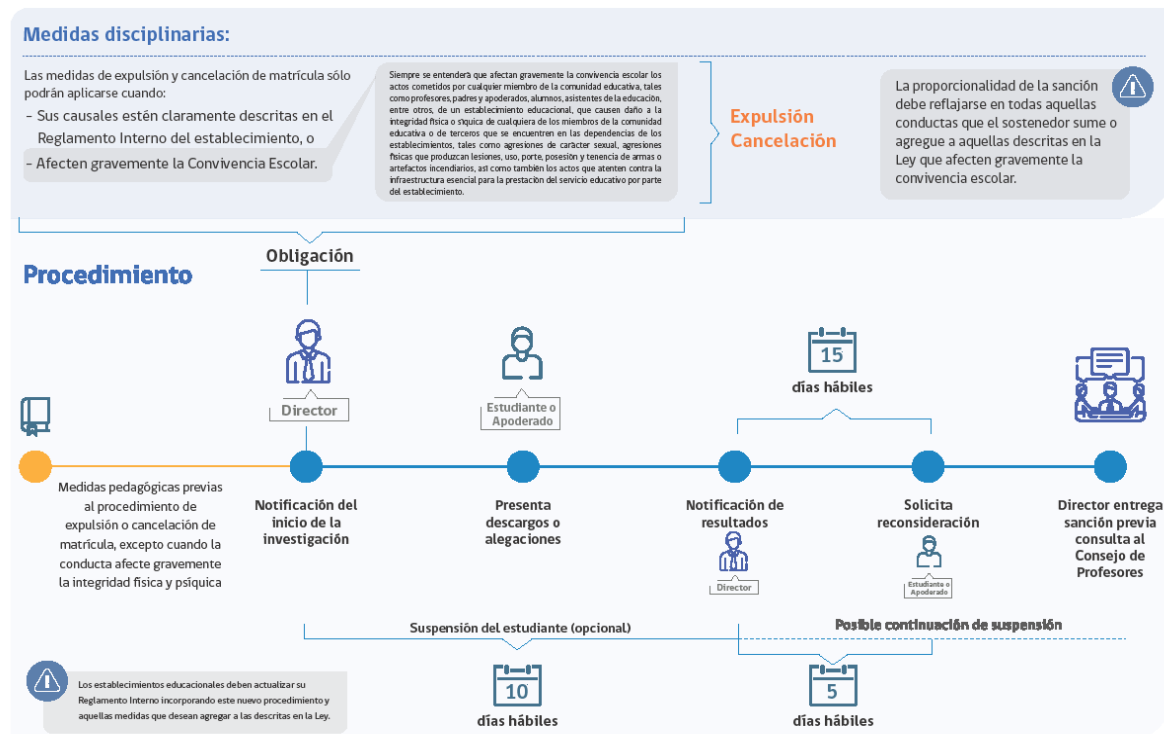 Medidas disciplinarias:
Las medidas de expulsión y cancelación de matrícula sólo
podrán aplicarse cuando:
– Sus causales estén claramente descritas en el
Reglamento Interno del establecimiento, o
– Afecten gravemente la Convivencia Escolar.
Siempre se entenderá que afectan gravemente la convivencia escolar los
actos cometidos por cualquier miembro de la comunidad educativa, tales
como profesores, padres y apoderados, alumnos, asistentes de la educación,
entre otros, de un establecimiento educacional, que causen daño a la
integridad física o síquica de cualquiera de los miembros de la comunidad
educativa o de terceros que se encuentren en las dependencias de los
establecimientos, tales como agresiones de carácter sexual, agresiones
físicas que produzcan lesiones, uso, porte, posesión y tenencia de armas o
artefactos incendiarios, así como también los actos que atenten contra la
infraestructura esencial para la prestación del servicio educativo por parte
del establecimiento.
Expulsión
Cancelación
La proporcionalidad de la sanción
debe reflajarse en todas aquellas
conductas que el sostenedor sume o
agregue a aquellas descritas en la
Ley que afecten gravemente la
convivencia escolar.
Procedimiento
Obligación
Director
Estudiante o
Apoderado
15
días hábiles
Medidas pedagógicas previas
al procedimiento de
expulsión o cancelación de
matrícula, excepto cuando la
conducta afecte gravemente
la integridad física y psíquica
Notificación del
inicio de la
investigación
Presenta
descargos o
alegaciones
Notificación de
resultados
Director
Solicita
reconsideración
Estudiante o
Apoderado
Director entrega
sanción previa
consulta al
Consejo de
Profesores
Suspensión del estudiante (opcional)
Posible continuación de suspensión
10
días hábiles
5
días hábiles
Los establecimientos educacionales deben actualizar su
Reglamento Interno incorporando este nuevo procedimiento y
aquellas medidas que desean agregar a las descritas en la Ley.